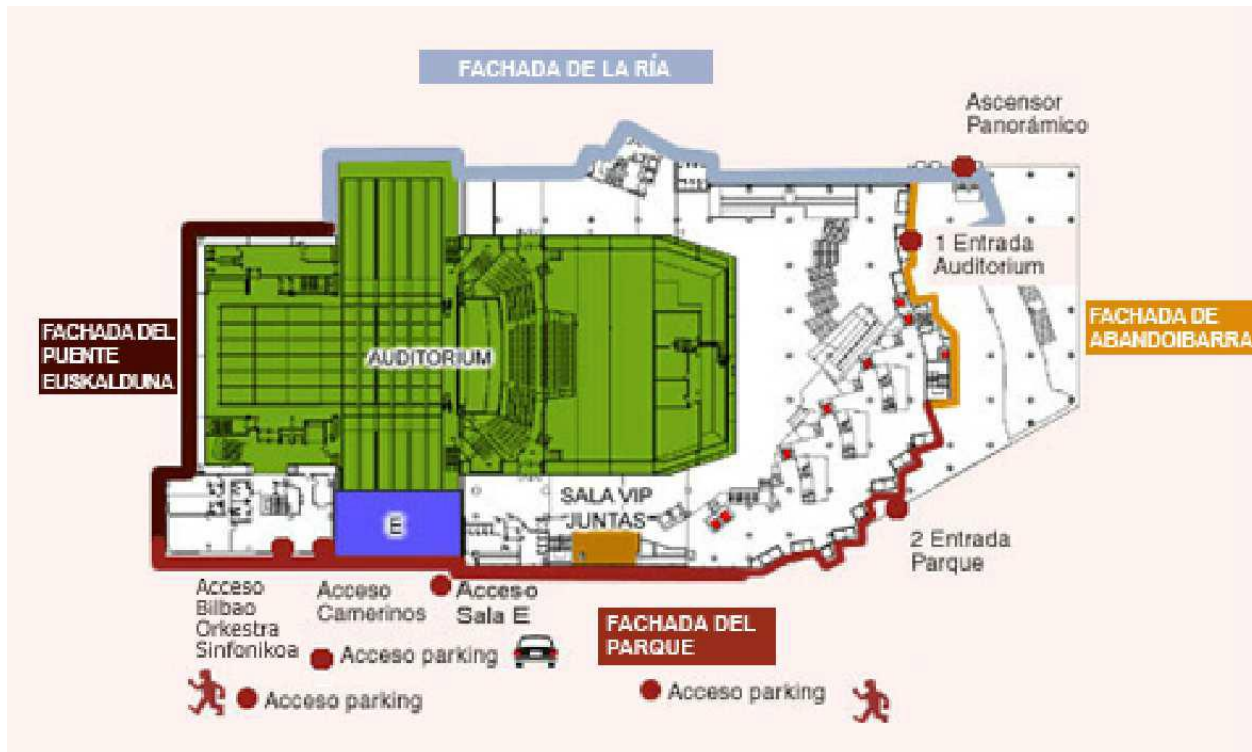 FACHADA DE LA RÍA
Ascensor
Panorámico
1 Entrada
Auditorium
FACHADA DEL
PUENTE
EUSKALDUNA
AUDITORIUM
FACHADA DE
ABANDOIBARRA
SALA VIP
JUNTAS
E
2 Entrada
Parque
Acceso
Bilbao
Orkestra
Sinfonikoa
Acceso
Camerinos
Acceso
Sala E
FACHADA DEL
PARQUE
Acceso parking
Acceso parking
Acceso parking